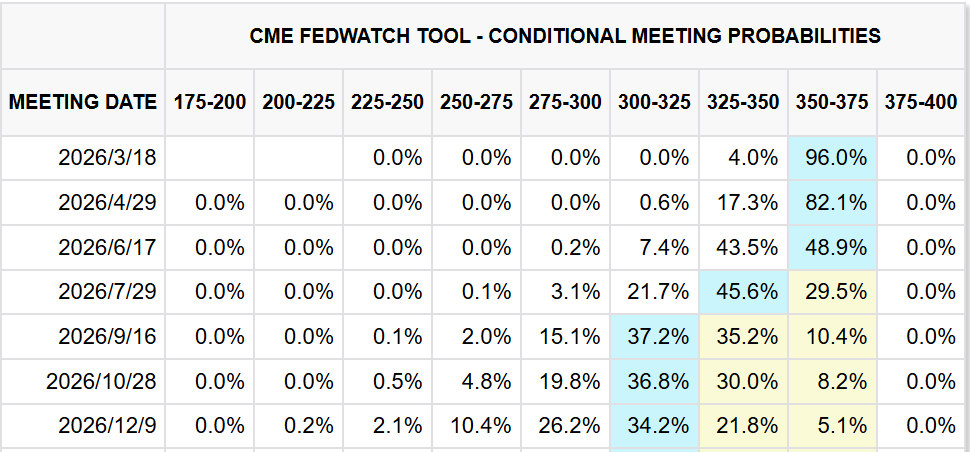 CME FEDWATCH TOOL - CONDITIONAL MEETING PROBABILITIES
MEETING DATE 175-200 200-225 225-250 250-275 275-300 300-325 325-350 350-375 375-400
2026/3/18 0.0% 0.0% 0.0% 0.0% 4.0% 96.0% 0.0%
2026/4/29 0.0% 0.0% 0.0% 0.0% 0.0% 0.6% 17.3% 82.1% 0.0%
2026/6/17 0.0% 0.0% 0.0% 0.0% 0.2% 7.4% 43.5% 48.9% 0.0%
2026/7/29 0.0% 0.0% 0.0% 0.1% 3.1% 21.7% 45.6% 29.5% 0.0%
2026/9/16 0.0% 0.0% 0.1% 2.0% 15.1% 37.2% 35.2% 10.4% 0.0%
2026/10/28 0.0% 0.0% 0.5% 4.8% 19.8% 36.8% 30.0% 8.2% 0.0%
2026/12/9 0.0% 0.2% 2.1% 10.4% 26.2% 34.2% 21.8% 5.1% 0.0%